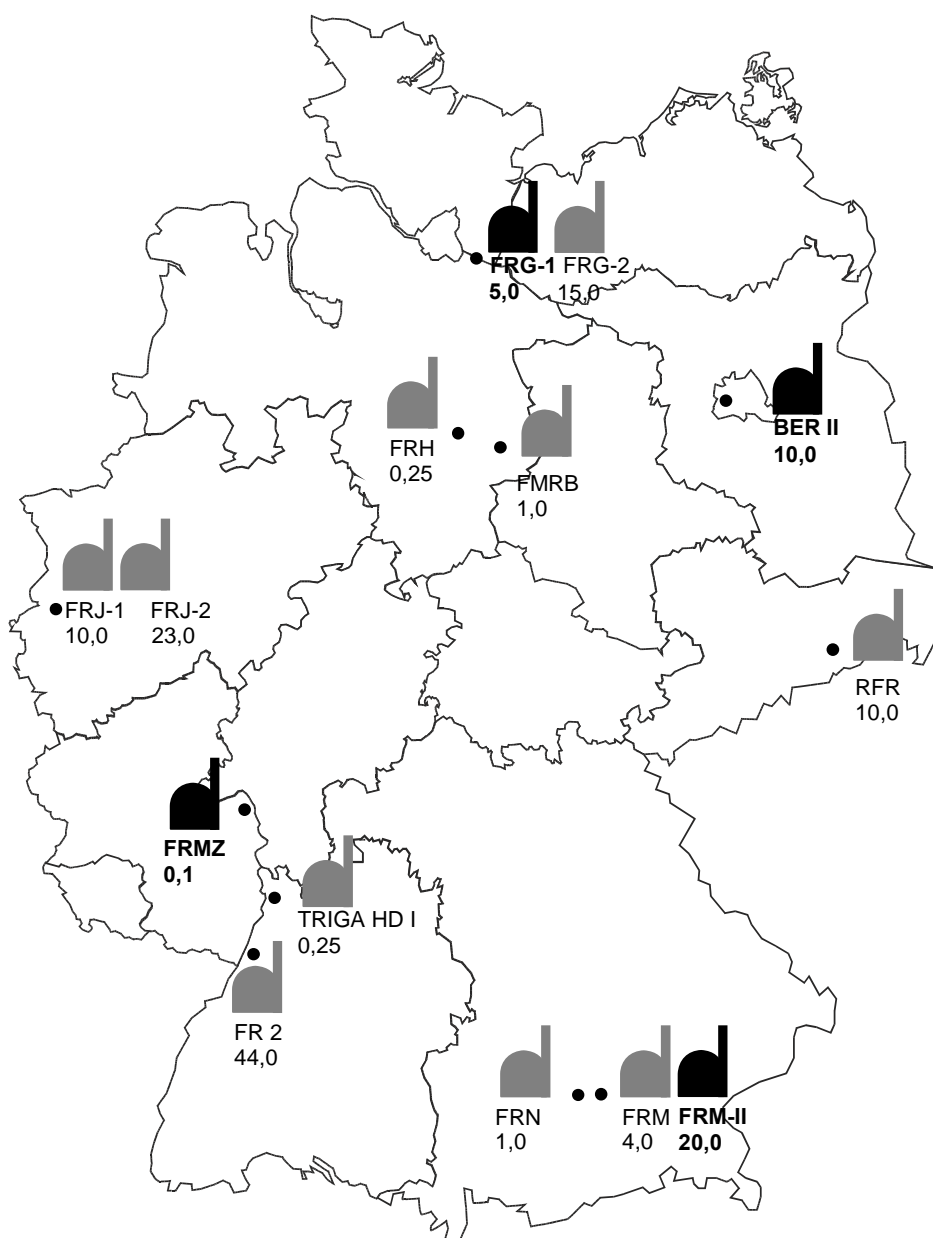 FRG-1 FRG-2
5,0 15,0
FRH
0,25
FMRB
1,0
BER II
10,0
FRJ-1 FRJ-2
10,0 23,0
RFR
10,0
FRMZ
0,1
TRIGA HD I
0,25
FR 2
44,0
FRN FRM FRM-II
1,0 4,0 20,0